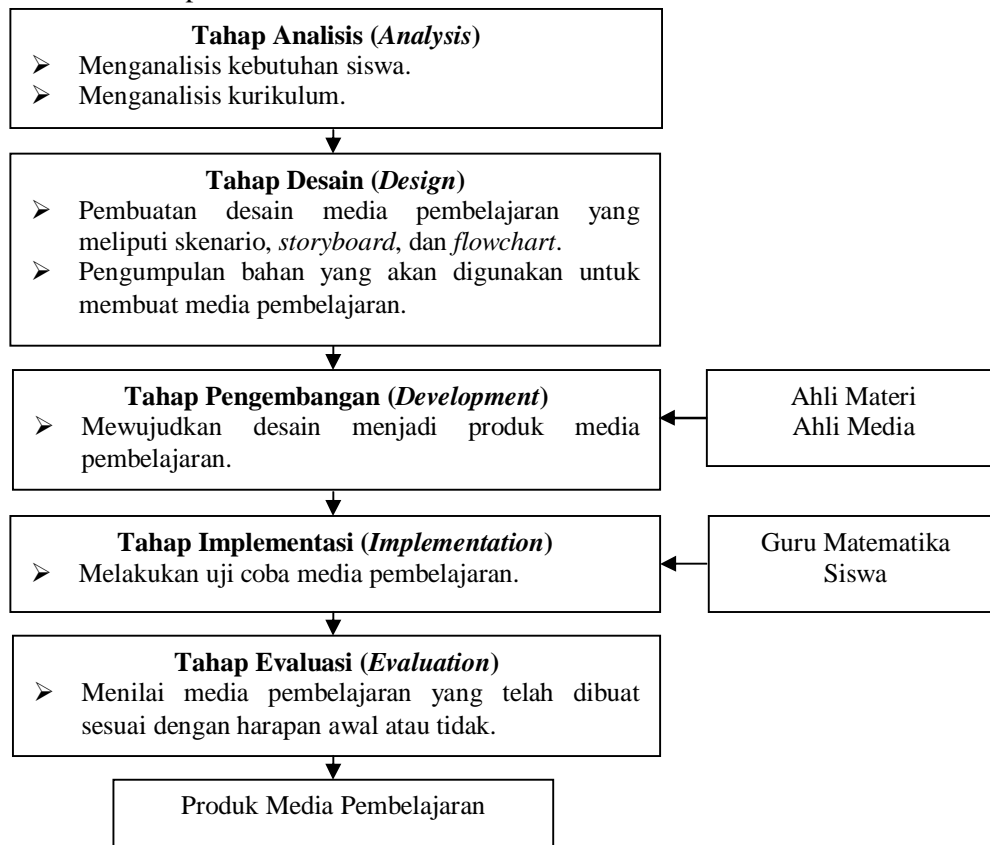 Tahap Analisis (Analysis)
➢ Menganalisis kebutuhan siswa.
➢ Menganalisis kurikulum.
Tahap Desain (Design)
➢ Pembuatan desain media pembelajaran yang
meliputi skenario, storyboard, dan flowchart.
➢ Pengumpulan bahan yang akan digunakan untuk
membuat media pembelajaran.
Tahap Pengembangan (Development)
➢ Mewujudkan desain menjadi produk media
pembelajaran.
Ahli Materi
Ahli Media
Tahap Implementasi (Implementation)
➢ Melakukan uji coba media pembelajaran.
Guru Matematika
Siswa
Tahap Evaluasi (Evaluation)
➢ Menilai media pembelajaran yang telah dibuat
sesuai dengan harapan awal atau tidak.
Produk Media Pembelajaran